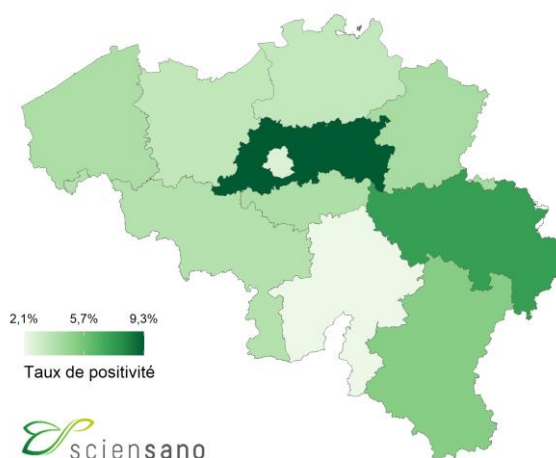 2,1% 5,7% 9,3%
Taux de positivité
sciensano